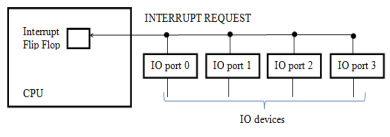 INTERRUPT REQUEST
Interrupt
Flip Flop
IO port 0
IO port 1
IO port 2
IO port 3
CPU
IO devices